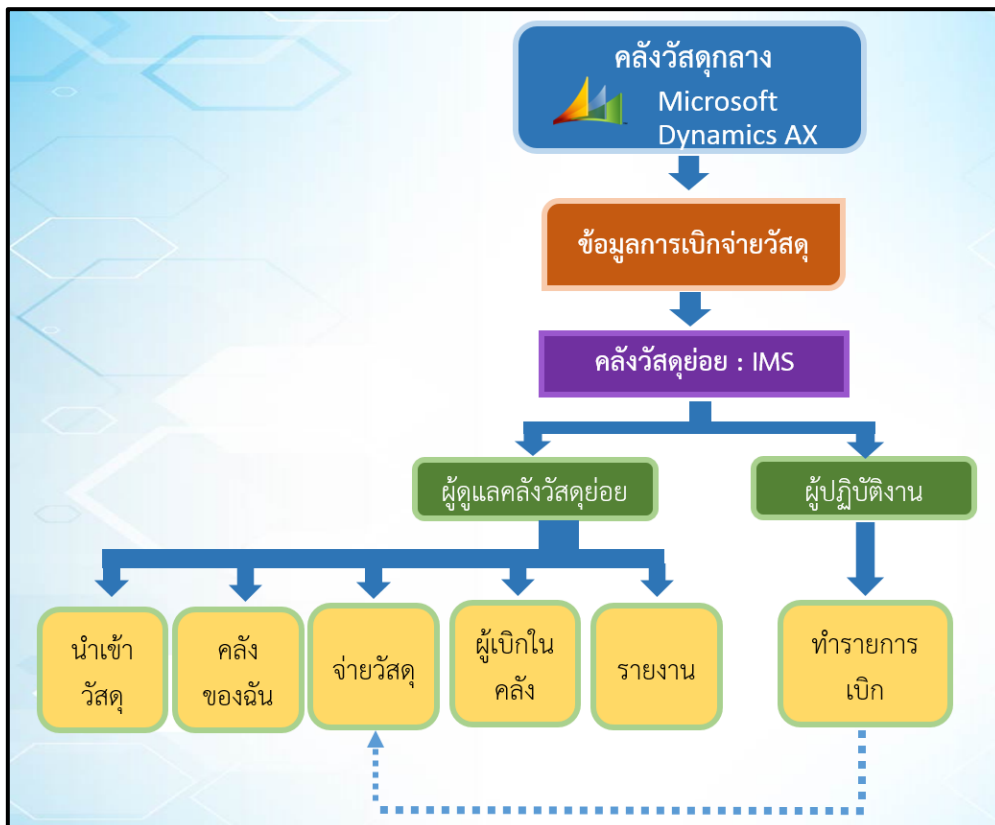 คลังวัสดุกลาง
Microsoft
Dynamics AX
ข้อมูลการเบิกจ่ายวัสดุ
คลังวัสดุย่อย : IMS
ผู้ดูแลคลังวัสดุย่อย
ผู้ปฏิบัติงาน
นำเข้า
วัสดุ
คลัง
ของฉัน
จ่ายวัสดุ
ผู้เบิกใน
คลัง
รายงาน
ทำรายการ
เบิก